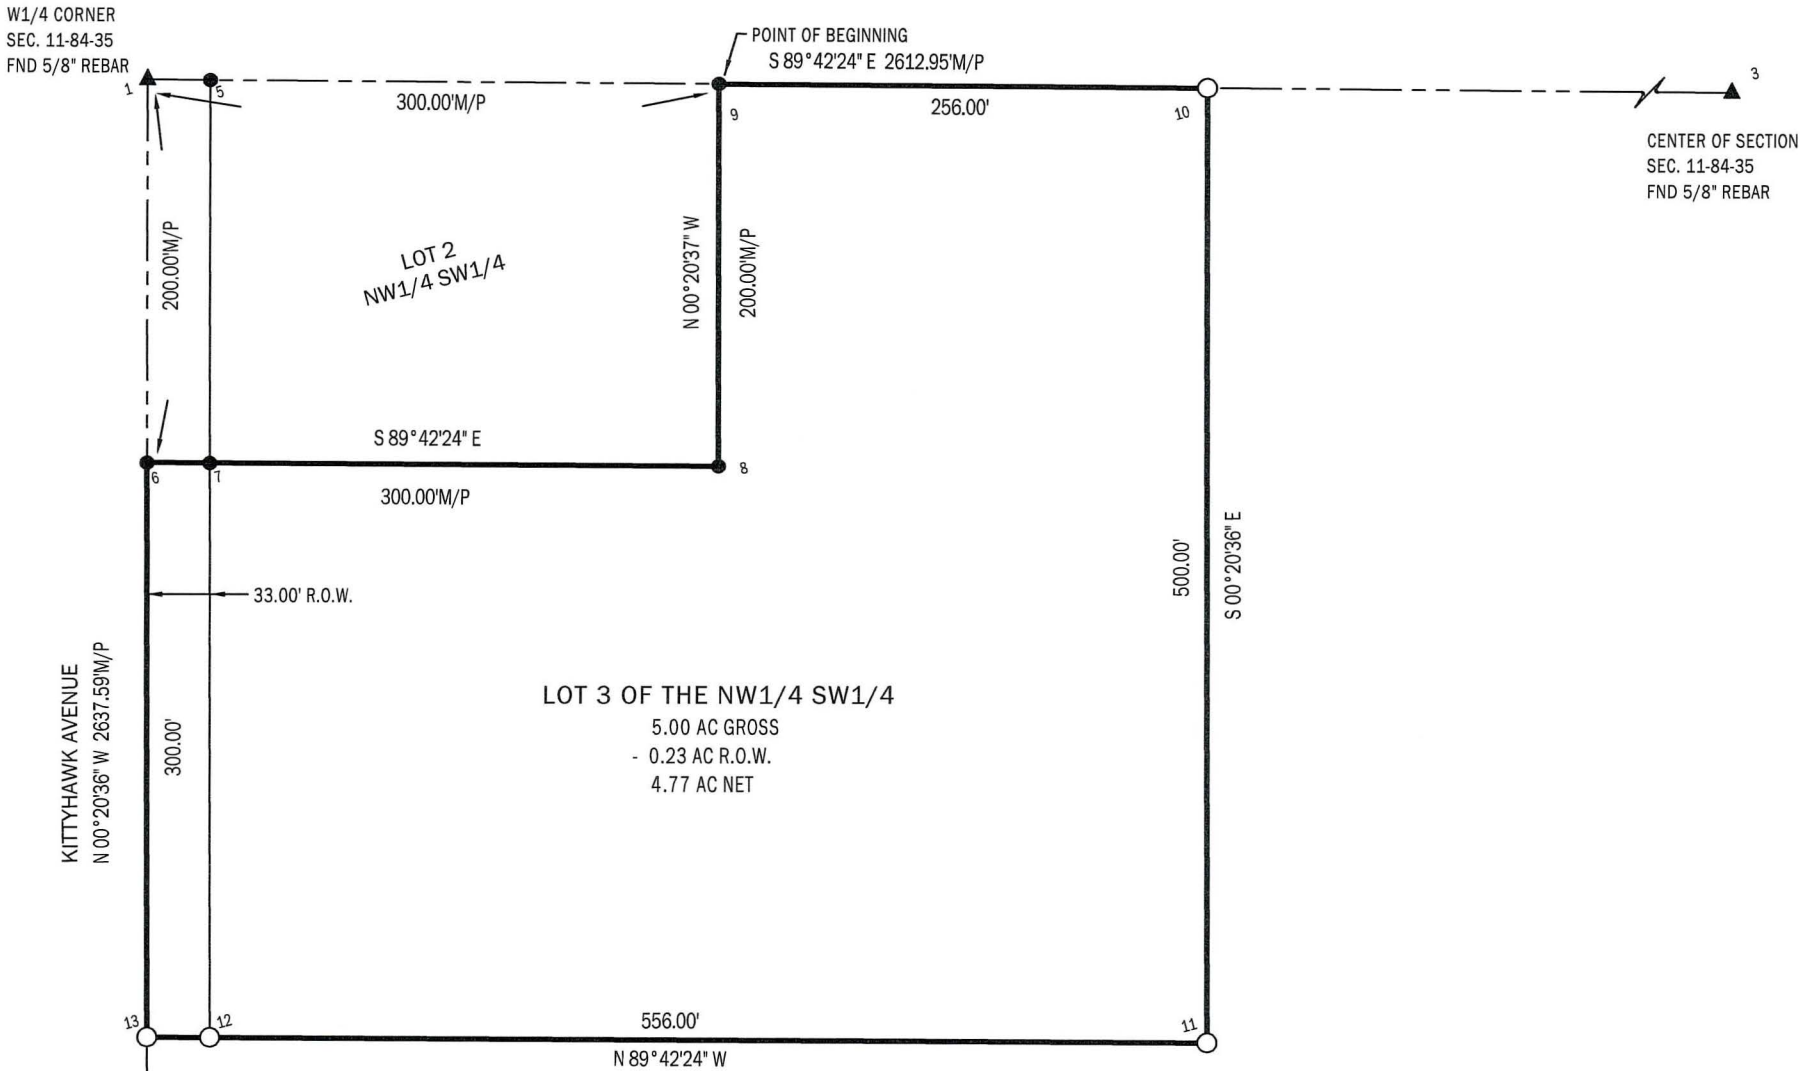 W1/4 CORNER
SEC. 11-84-35
FND 5/8" REBAR
POINT OF BEGINNING
S 89°42'24" E 2612.95'M/P
1
5
300.00'M/P
9
256.00'
10
3
CENTER OF SECTION
SEC. 11-84-35
FND 5/8" REBAR
200.00'M/P
LOT 2
NW1/4 SW1/4
N 00°20'37" W
200.00'M/P
S 89°42'24" E
6
7
8
300.00'M/P
500.00'
S 00°20'36" E
33.00' R.O.W.
KITTYHAWK AVENUE
N 00°20'36" W 2637.59'M/P
300.00'
LOT 3 OF THE NW1/4 SW1/4
5.00 AC GROSS
- 0.23 AC R.O.W.
4.77 AC NET
13
12
556.00'
11
N 89°42'24" W